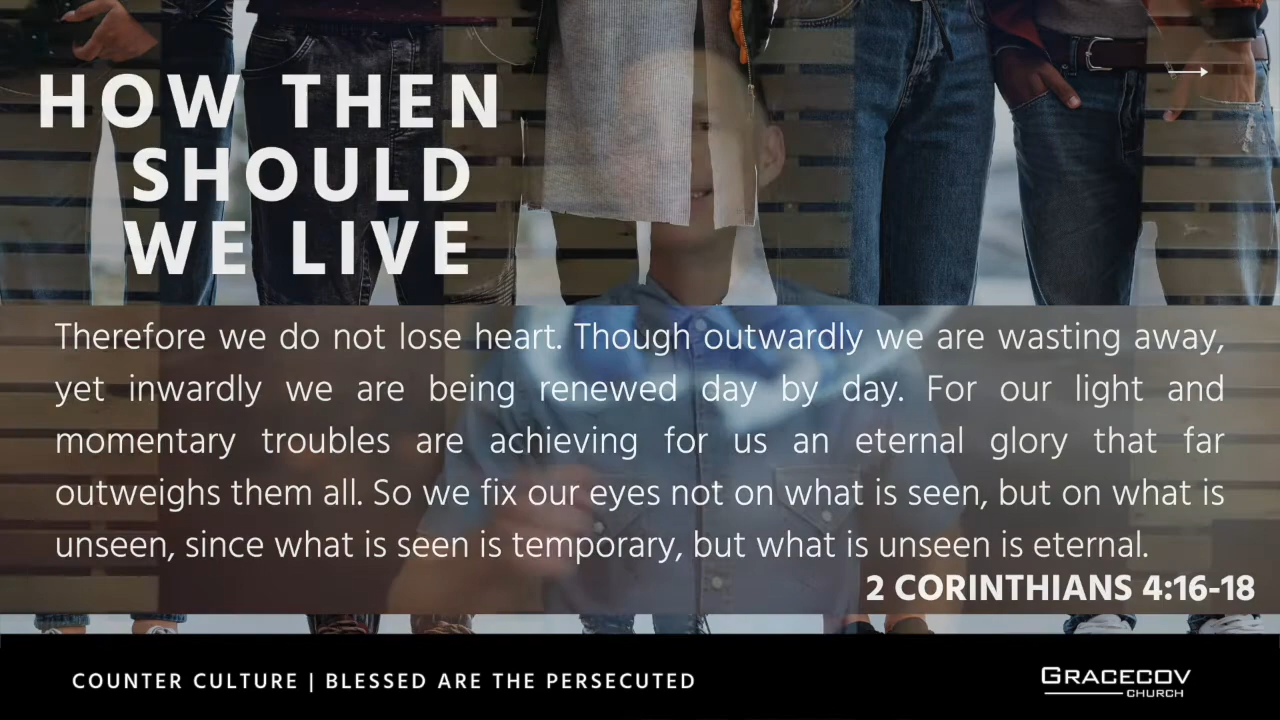 HOW THEN
SHOULD
WE LIVE
Therefore we do not lose heart. Though outwardly we are wasting away,
yet inwardly we are being renewed day by day. For our light and
momentary troubles are achieving for us an eternal glory that far
outweighs them all. So we fix our eyes not on what is seen, but on what is
unseen, since what is seen is temporary, but what is unseen is eternal.
2 CORINTHIANS 4:16-18
COUNTER CULTURE | BLESSED ARE THE PERSECUTED
GRACECOV
CHURCH